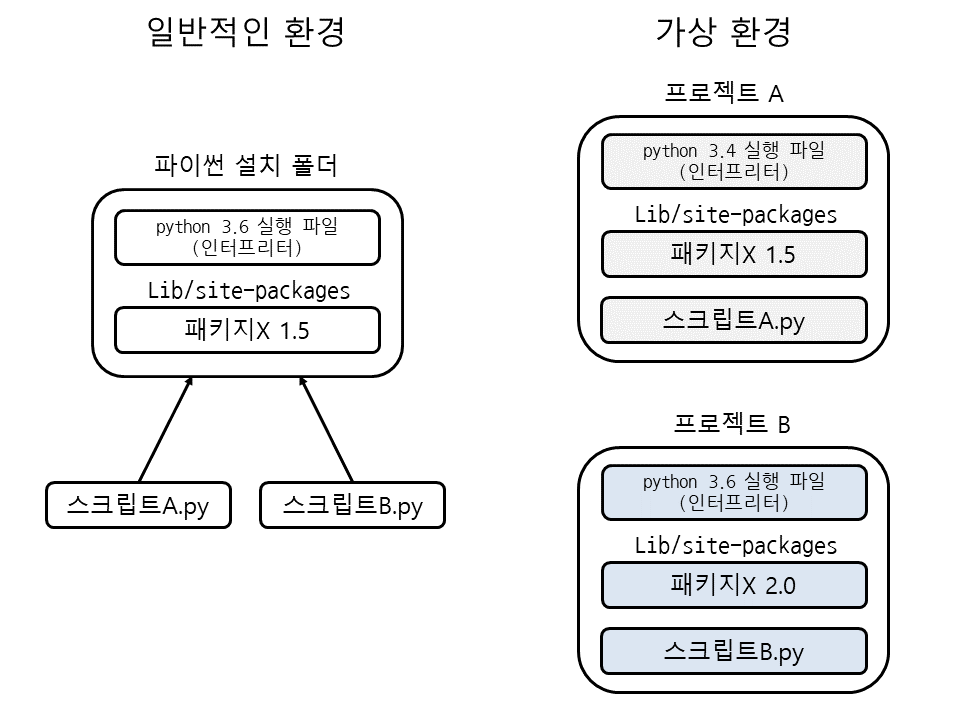 일반적인 환경
파이썬 설치 폴더
python 3.6 실행 파일
(인터프리터)
Lib/site-packages
패키지X 1.5
스크립트A.py
스크립트B.py
가상 환경
프로젝트 A
python 3.4 실행 파일
(인터프리터)
Lib/site-packages
패키지X 1.5
스크립트A.py
프로젝트 B
python 3.6 실행 파일
(인터프리터)
Lib/site-packages
패키지X 2.0
스크립트B.py